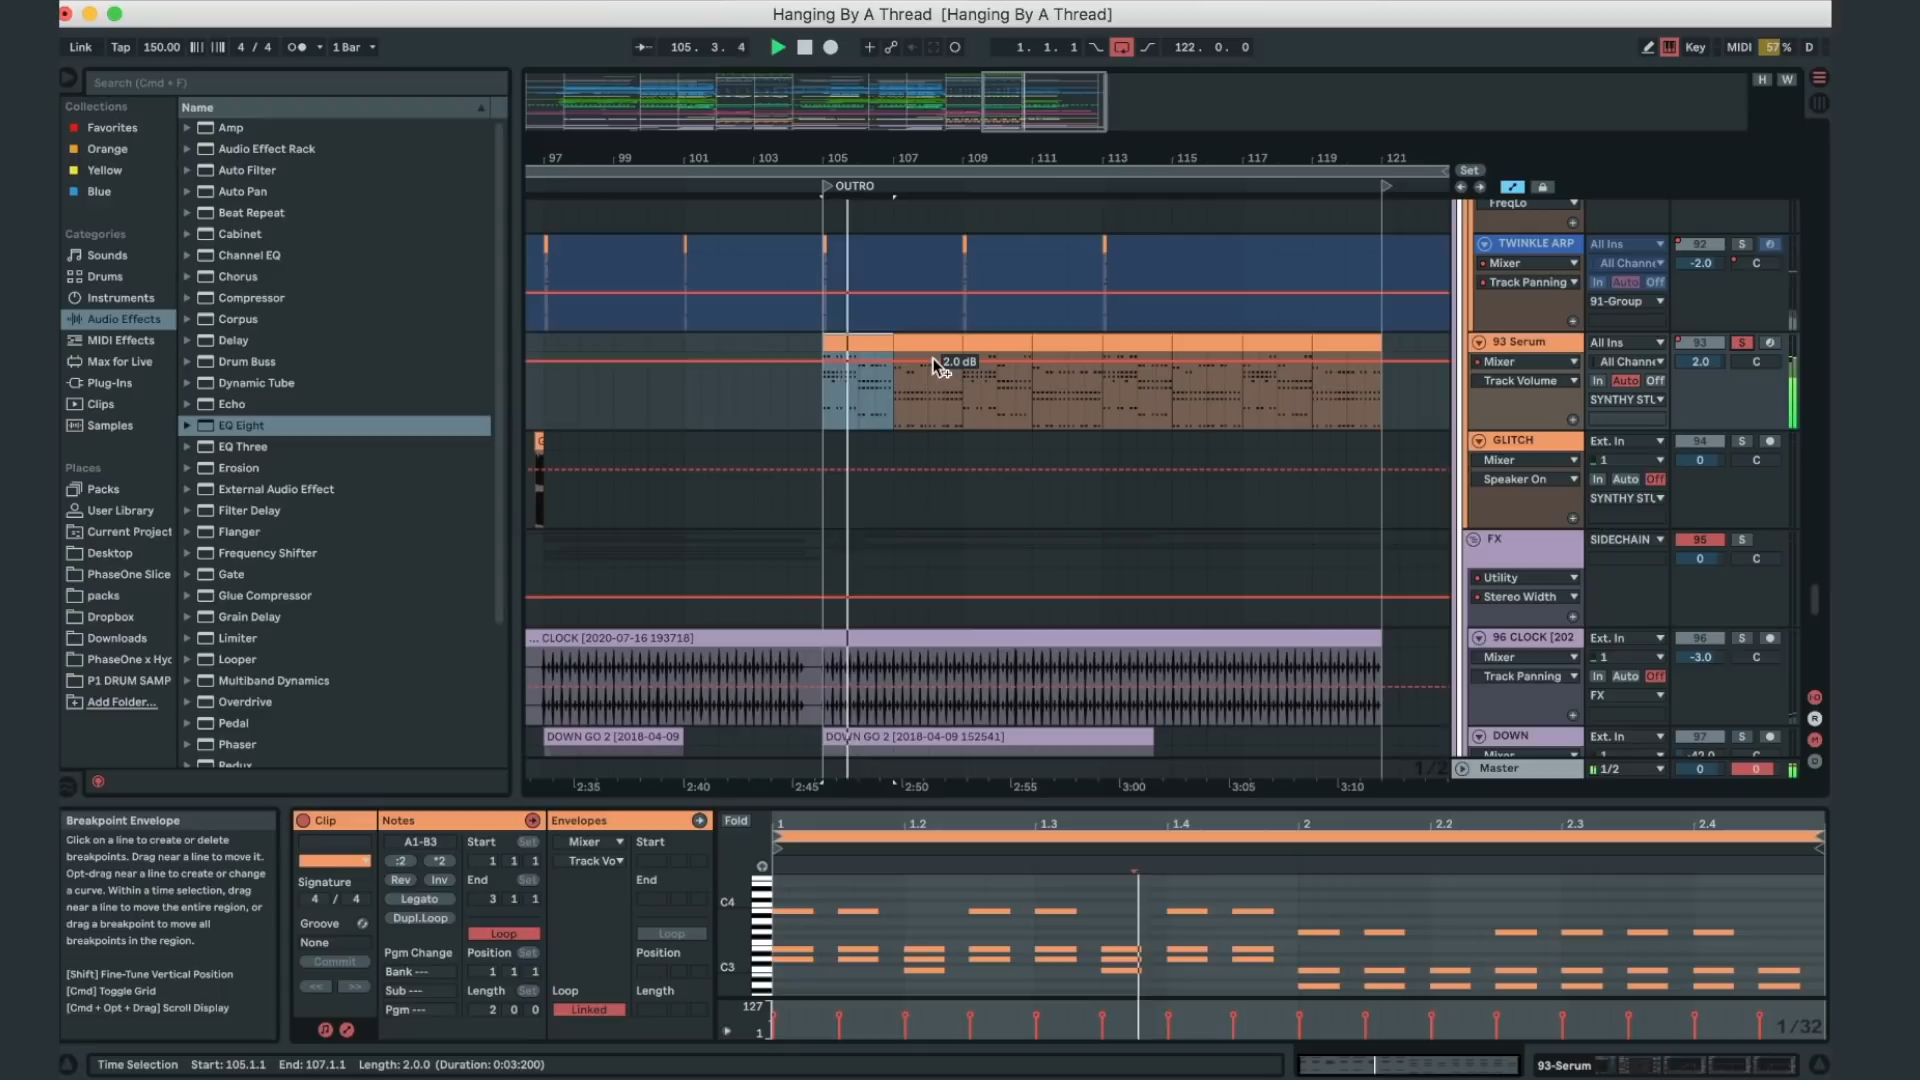 Hanging By A Thread [Hanging By A Thread]
Link Tap 150.00 4 / 4 1 Bar 105. 3. 4 1. 1. 1 122. 0. 0 Key MIDI 57 % D
Search (Cmd + F)
H W
Collections
Favorites
Orange
Yellow
Blue
Categories
Sounds
Drums
Instruments
Audio Effects
MIDI Effects
Max for Live
Plug-Ins
Clips
Samples
Places
Packs
User Library
Current Project
Desktop
PhaseOne Slice
packs
Dropbox
Downloads
PhaseOne x Hyc
P1 DRUM SAMP
Add Folder...
Name
Amp
Audio Effect Rack
Auto Filter
Auto Pan
Beat Repeat
Cabinet
Channel EQ
Chorus
Compressor
Corpus
Delay
Drum Buss
Dynamic Tube
Echo
EQ Eight
EQ Three
Erosion
External Audio Effect
Filter Delay
Flanger
Frequency Shifter
Gate
Glue Compressor
Grain Delay
Limiter
Looper
Multiband Dynamics
Overdrive
Pedal
Phaser
Redux
97 99 101 103 105 107 109 111 113 115 117 119 121
Set
OUTRO
2.0 dB
... CLOCK [2020-07-16 193718]
DOWN GO 2 [2018-04-09
DOWN GO 2 [2018-04-09 152541]
1/2
2:35 2:40 2:45 2:50 2:55 3:00 3:05 3:10
FreqLo
TWINKLE ARP All Ins 92 S
Mixer All Channe -2.0 C
Track Panning In Auto Off
91-Group
93 Serum All Ins 93 S
Mixer All Channe 2.0 C
Track Volume In Auto Off
SYNTHY STU
GLITCH Ext. In 94 S
Mixer 1 0 C
Speaker On In Auto Off
SYNTHY STU
FX SIDECHAIN 95 S
0 C
Utility
Stereo Width
96 CLOCK [202 Ext. In 96 S
Mixer 1 -3.0 C
Track Panning In Auto Off
FX
DOWN Ext. In 97 S
Mixer 1 -42.0 C
Master 1/2 0 0
I-O
R
M
D
Breakpoint Envelope
Click on a line to create or delete
breakpoints. Drag near a line to move it.
Opt-drag near a line to create or change
a curve. Within a time selection, drag
near a line to move the entire region, or
drag a breakpoint to move all
breakpoints in the region.
[Shift] Fine-Tune Vertical Position
[Cmd] Toggle Grid
[Cmd + Opt + Drag] Scroll Display
Clip
Signature
4 / 4
Groove
None
Commit
<< >>
Notes
A1-B3
:2 *2
Rev Inv
Legato
Dupl.Loop
Pgm Change
Bank ---
Sub ---
Pgm ---
Start Set
1 1 1
End Set
3 1 1
Loop
Position Set
1 1 1
Length Set
2 0 0
Envelopes
Mixer
Track Vo
Loop
Linked
Start
End
Loop
Position
Length
Fold
1 1.2 1.3 1.4 2 2.2 2.3 2.4
C4
C3
127
1
1/32
Time Selection Start: 105.1.1 End: 107.1.1 Length: 2.0.0 (Duration: 0:03:200)
93-Serum